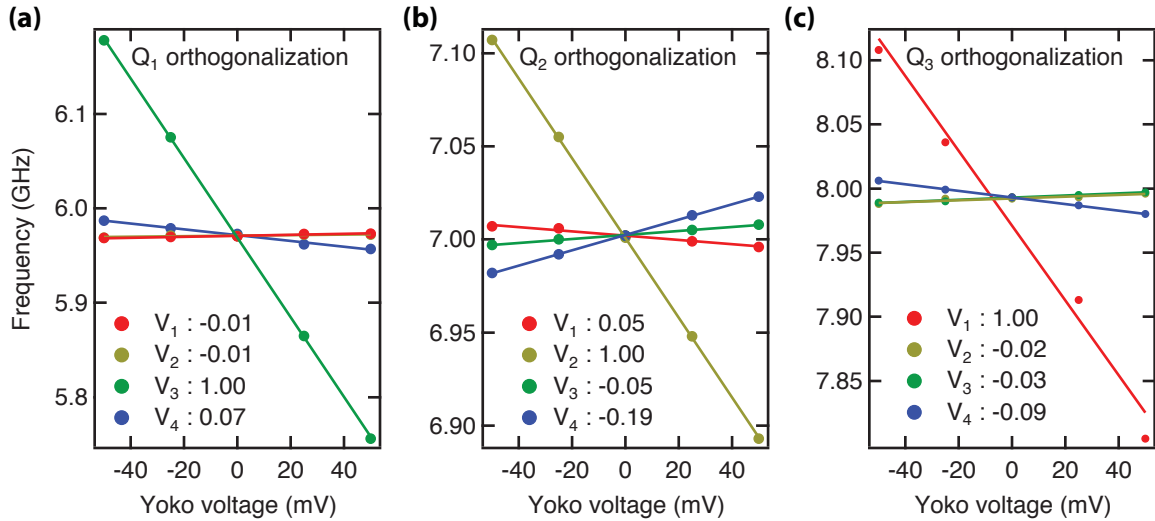 (a)
Q1 orthogonalization
Frequency (GHz)
6.1
6.0
5.9
5.8
V1 : -0.01
V2 : -0.01
V3 : 1.00
V4 : 0.07
-40 -20 0 20 40
Yoko voltage (mV)
(b)
Q2 orthogonalization
7.10
7.05
7.00
6.95
6.90
V1 : 0.05
V2 : 1.00
V3 : -0.05
V4 : -0.19
-40 -20 0 20 40
Yoko voltage (mV)
(c)
Q3 orthogonalization
8.10
8.05
8.00
7.95
7.90
7.85
V1 : 1.00
V2 : -0.02
V3 : -0.03
V4 : -0.09
-40 -20 0 20 40
Yoko voltage (mV)